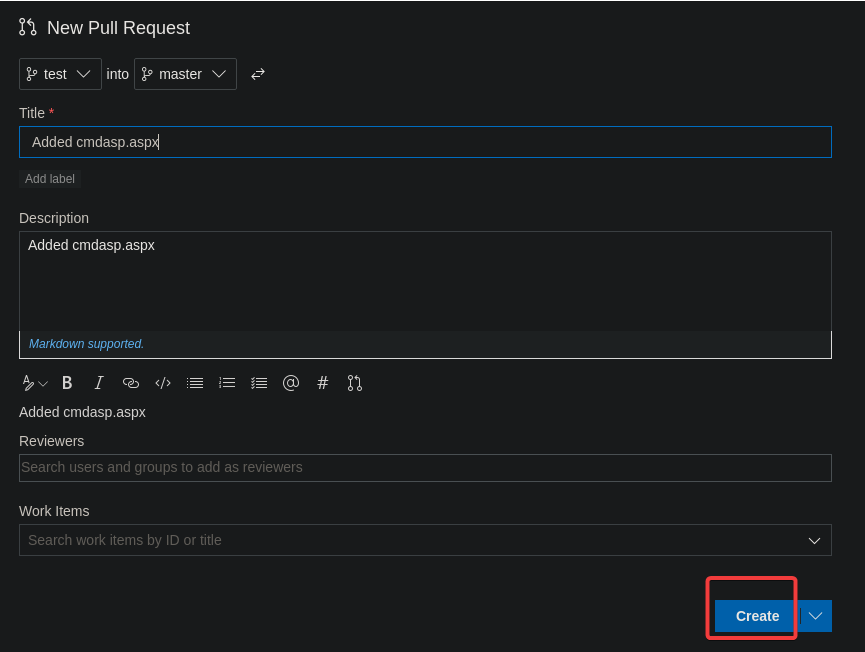 New Pull Request
test into master
Title *
Added cmdasp.aspx
Add label
Description
Added cmdasp.aspx
Markdown supported.
B I </> @ #
Added cmdasp.aspx
Reviewers
Search users and groups to add as reviewers
Work Items
Search work items by ID or title
Create